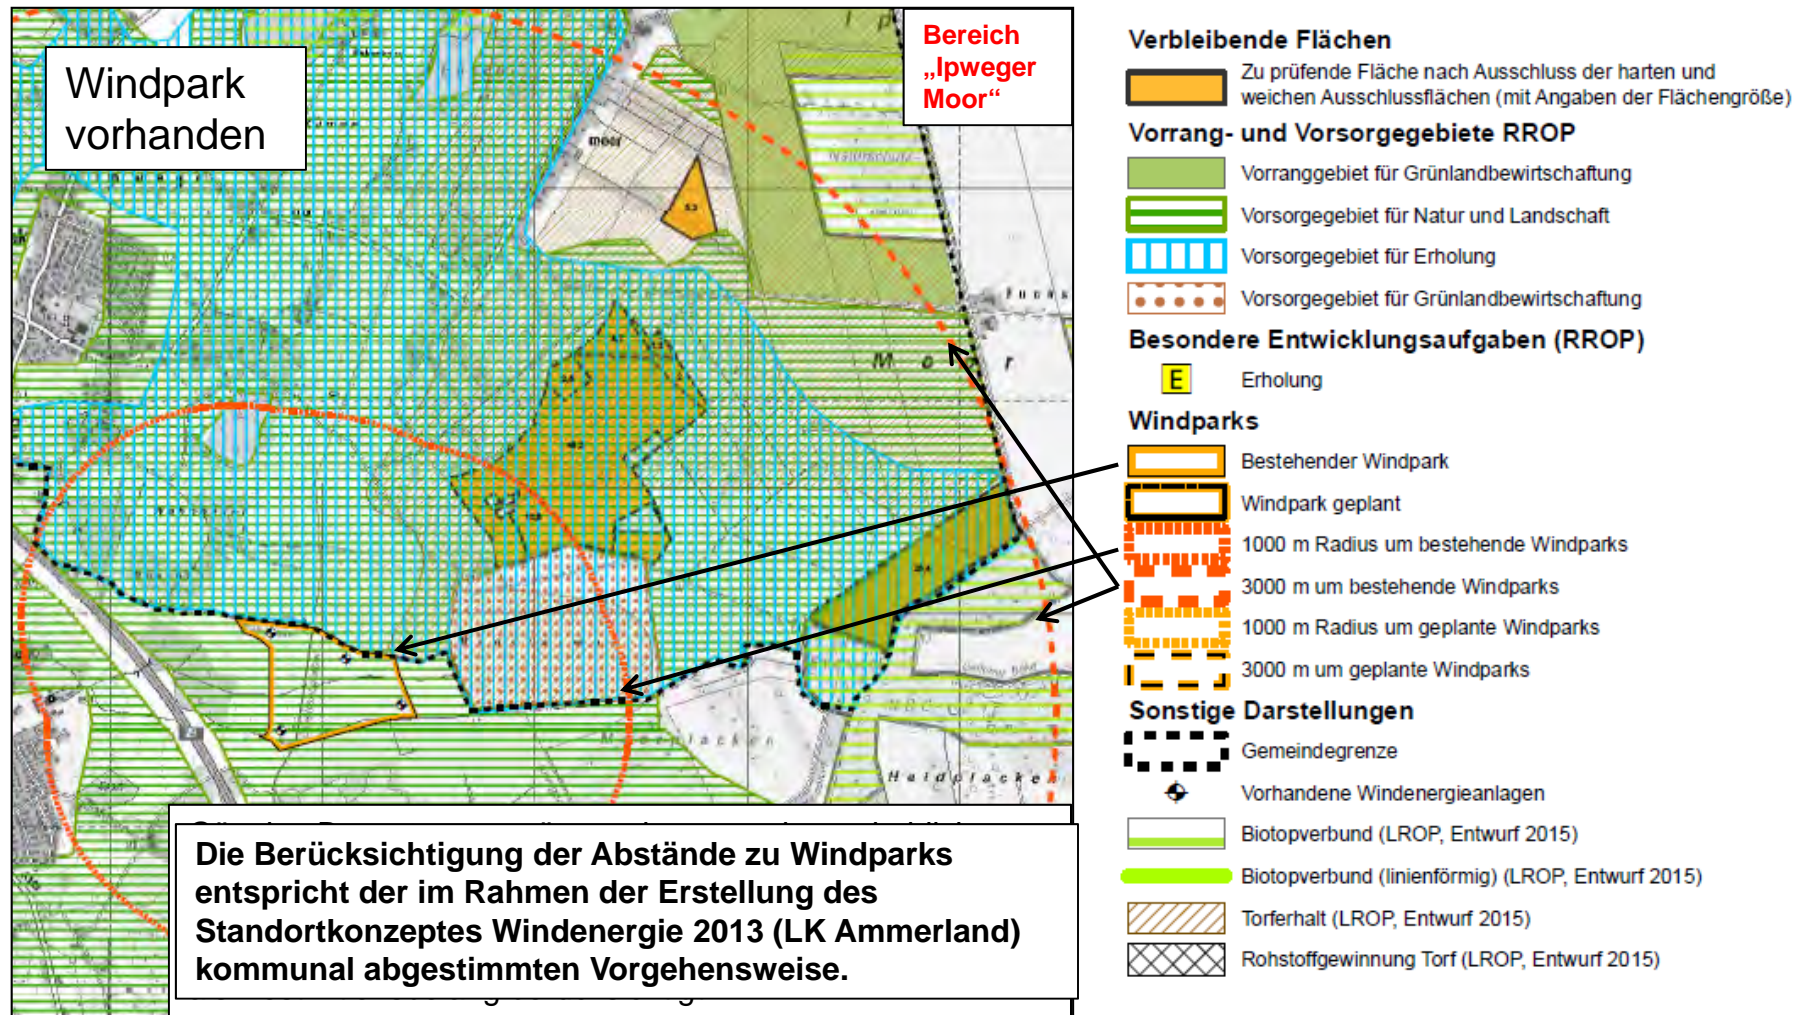 Windpark
vorhanden
Bereich
„Ipweger
Moor“
moor
5,3
M o r
Moorplacken
Haidplacken
Die Berücksichtigung der Abstände zu Windparks
entspricht der im Rahmen der Erstellung des
Standortkonzeptes Windenergie 2013 (LK Ammerland)
kommunal abgestimmten Vorgehensweise.
Verbleibende Flächen
Zu prüfende Fläche nach Ausschluss der harten und
weichen Ausschlussflächen (mit Angaben der Flächengröße)
Vorrang- und Vorsorgegebiete RROP
Vorranggebiet für Grünlandbewirtschaftung
Vorsorgegebiet für Natur und Landschaft
Vorsorgegebiet für Erholung
Vorsorgegebiet für Grünlandbewirtschaftung
Besondere Entwicklungsaufgaben (RROP)
E Erholung
Windparks
Bestehender Windpark
Windpark geplant
1000 m Radius um bestehende Windparks
3000 m um bestehende Windparks
1000 m Radius um geplante Windparks
3000 m um geplante Windparks
Sonstige Darstellungen
Gemeindegrenze
Vorhandene Windenergieanlagen
Biotopverbund (LROP, Entwurf 2015)
Biotopverbund (linienförmig) (LROP, Entwurf 2015)
Torferhalt (LROP, Entwurf 2015)
Rohstoffgewinnung Torf (LROP, Entwurf 2015)